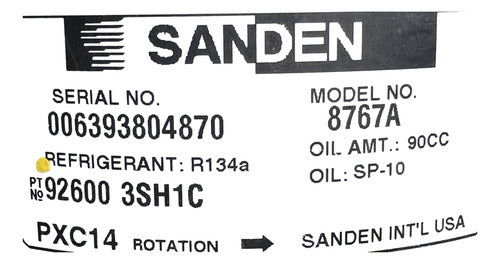 SANDEN
SERIAL NO.
006393804870
MODEL NO.
8767A
REFRIGERANT: R134a
OIL AMT.: 90CC
OIL: SP-10
PT NO 92600 3SH1C
PXC14 ROTATION → SANDEN INT'L USA